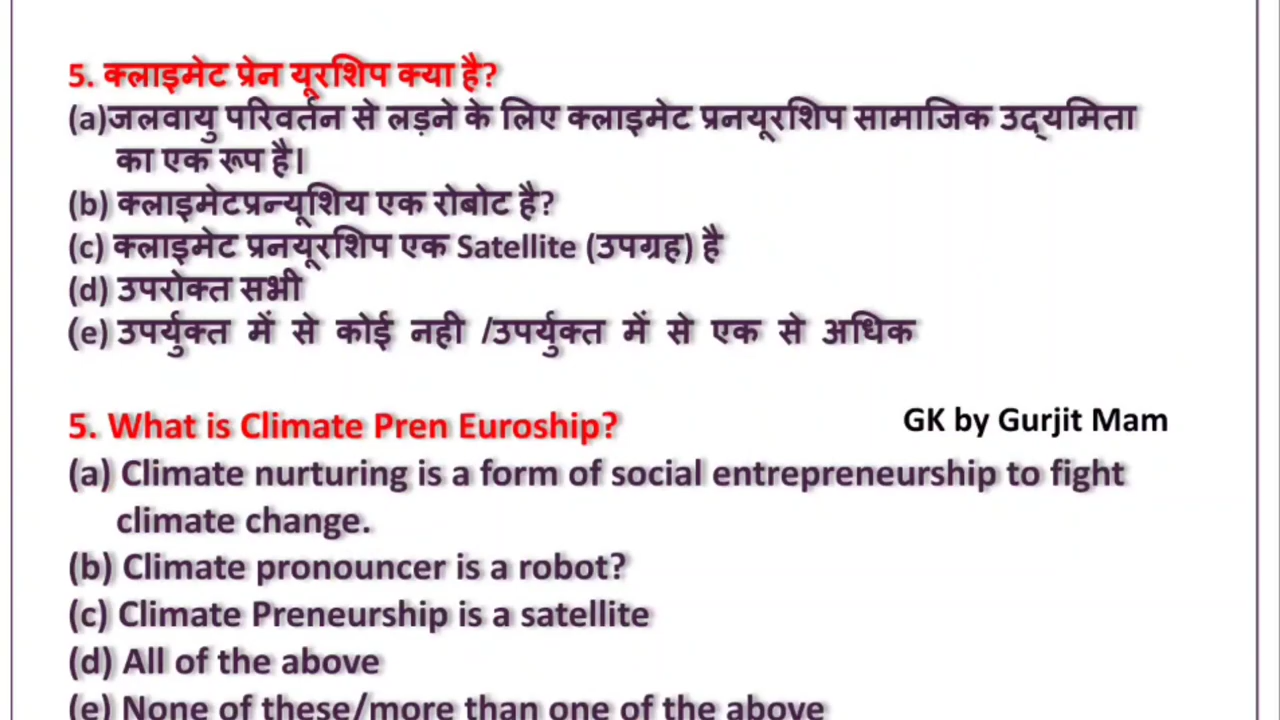 5. क्लाइमेट प्रेन यूरशिप क्या है?
(a)जलवायु परिवर्तन से लड़ने के लिए क्लाइमेट प्रनयूरशिप सामाजिक उद्यमिता
का एक रूप है।
(b) क्लाइमेटप्रन्यूशिय एक रोबोट है?
(c) क्लाइमेट प्रनयूरशिप एक Satellite (उपग्रह) है
(d) उपरोक्त सभी
(e) उपर्युक्त में से कोई नही /उपर्युक्त में से एक से अधिक
5. What is Climate Pren Euroship?
GK by Gurjit Mam
(a) Climate nurturing is a form of social entrepreneurship to fight
climate change.
(b) Climate pronouncer is a robot?
(c) Climate Preneurship is a satellite
(d) All of the above
(e) None of these/more than one of the above